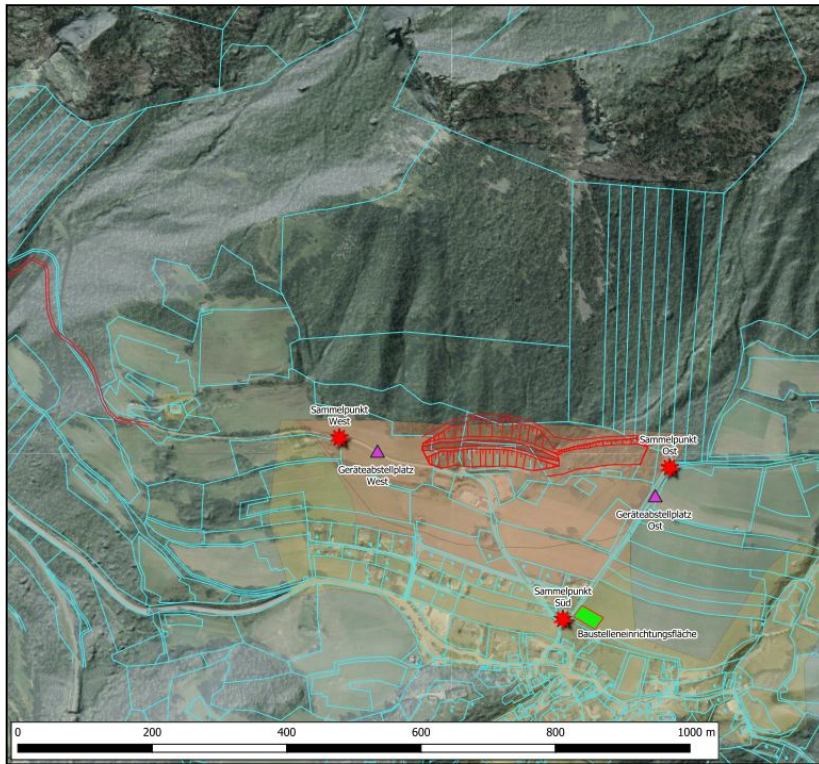 Sammelpunkt
West
Geräteabstellplatz
West
Sammelpunkt
Ost
Geräteabstellplatz
Ost
Sammelpunkt
Süd
Baustelleneinrichtungsfläche
0 200 400 600 800 1000 m